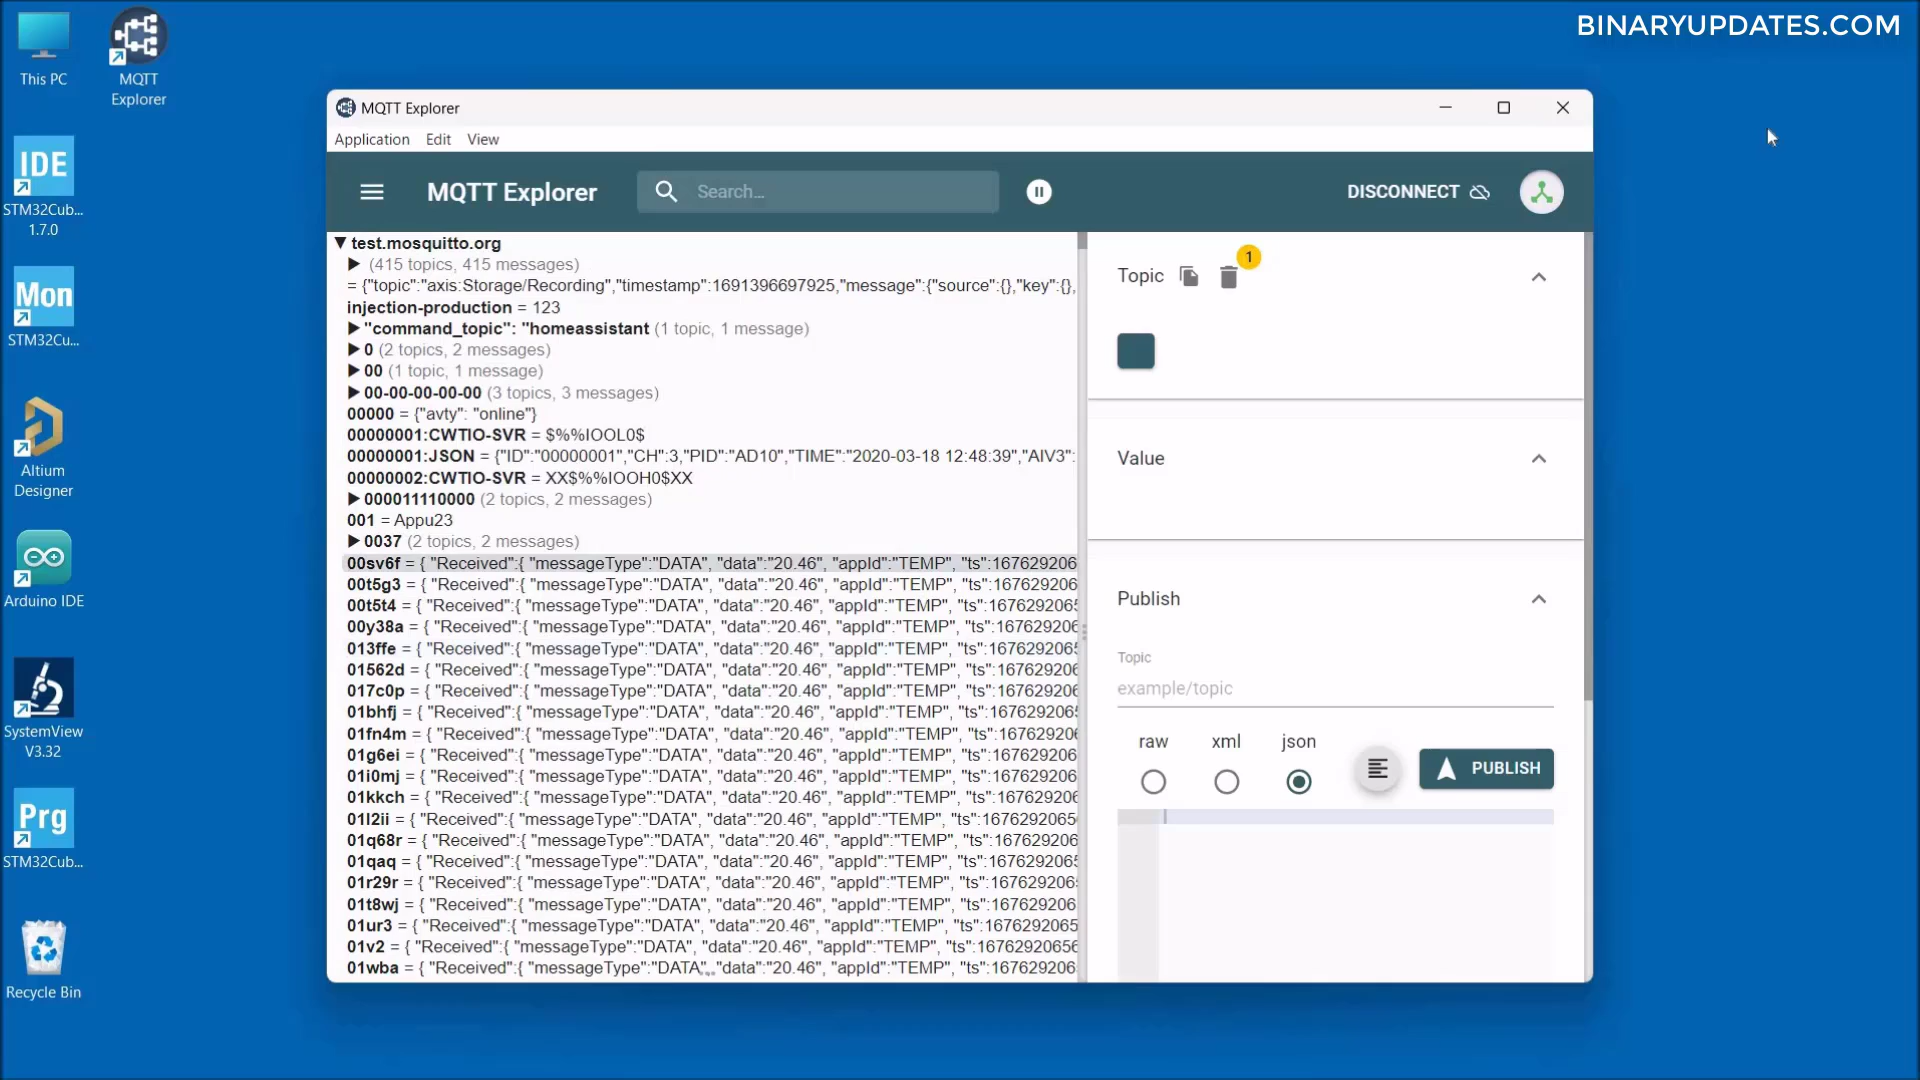 BINARYUPDATES.COM
This PC
MQTT
Explorer
IDE
STM32Cub...
1.7.0
Mon
STM32Cu...
Altium
Designer
Arduino IDE
SystemView
V3.32
Prg
STM32Cub...
Recycle Bin
MQTT Explorer
Application Edit View
MQTT Explorer
Search...
DISCONNECT
test.mosquitto.org
(415 topics, 415 messages)
= {"topic":"axis:Storage/Recording","timestamp":1691396697925,"message":{"source":{},"key":{},
injection-production = 123
"command_topic": "homeassistant (1 topic, 1 message)
0 (2 topics, 2 messages)
00 (1 topic, 1 message)
00-00-00-00-00 (3 topics, 3 messages)
00000 = {"avty": "online"}
00000001:CWTIO-SVR = $%%IOOL0$
00000001:JSON = {"ID":"00000001","CH":3,"PID":"AD10","TIME":"2020-03-18 12:48:39","AIV3":
00000002:CWTIO-SVR = XX$%%IOOH0$XX
000011110000 (2 topics, 2 messages)
001 = Appu23
0037 (2 topics, 2 messages)
00sv6f = { "Received":{ "messageType":"DATA", "data":"20.46", "appId":"TEMP", "ts":167629206
00t5g3 = { "Received":{ "messageType":"DATA", "data":"20.46", "appId":"TEMP", "ts":167629206
00t5t4 = { "Received":{ "messageType":"DATA", "data":"20.46", "appId":"TEMP", "ts":1676292065
00y38a = { "Received":{ "messageType":"DATA", "data":"20.46", "appId":"TEMP", "ts":167629206
013ffe = { "Received":{ "messageType":"DATA", "data":"20.46", "appId":"TEMP", "ts":1676292065
01562d = { "Received":{ "messageType":"DATA", "data":"20.46", "appId":"TEMP", "ts":167629206
017c0p = { "Received":{ "messageType":"DATA", "data":"20.46", "appId":"TEMP", "ts":167629206
01bhfj = { "Received":{ "messageType":"DATA", "data":"20.46", "appId":"TEMP", "ts":1676292065
01fn4m = { "Received":{ "messageType":"DATA", "data":"20.46", "appId":"TEMP", "ts":167629206
01g6ei = { "Received":{ "messageType":"DATA", "data":"20.46", "appId":"TEMP", "ts":167629206
01i0mj = { "Received":{ "messageType":"DATA", "data":"20.46", "appId":"TEMP", "ts":167629206
01kkch = { "Received":{ "messageType":"DATA", "data":"20.46", "appId":"TEMP", "ts":167629206
01l2ii = { "Received":{ "messageType":"DATA", "data":"20.46", "appId":"TEMP", "ts":167629206
01q68r = { "Received":{ "messageType":"DATA", "data":"20.46", "appId":"TEMP", "ts":167629206
01qaq = { "Received":{ "messageType":"DATA", "data":"20.46", "appId":"TEMP", "ts":1676292065
01r29r = { "Received":{ "messageType":"DATA", "data":"20.46", "appId":"TEMP", "ts":167629206
01t8wj = { "Received":{ "messageType":"DATA", "data":"20.46", "appId":"TEMP", "ts":167629206
01ur3 = { "Received":{ "messageType":"DATA", "data":"20.46", "appId":"TEMP", "ts":1676292065
01v2 = { "Received":{ "messageType":"DATA", "data":"20.46", "appId":"TEMP", "ts":1676292065
01wba = { "Received":{ "messageType":"DATA", "data":"20.46", "appId":"TEMP", "ts":167629206
Topic
1
Value
Publish
Topic
example/topic
raw xml json
PUBLISH